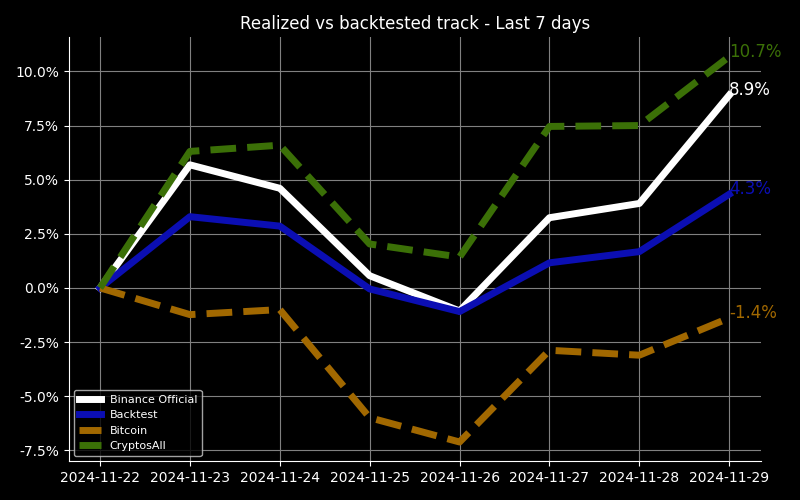 Realized vs backtested track - Last 7 days
10.7%
10.0%
8.9%
7.5%
5.0%
4.3%
2.5%
0.0%
-1.4%
-2.5%
-5.0%
-7.5%
Binance Official
Backtest
Bitcoin
CryptosAll
2024-11-22 2024-11-23 2024-11-24 2024-11-25 2024-11-26 2024-11-27 2024-11-28 2024-11-29